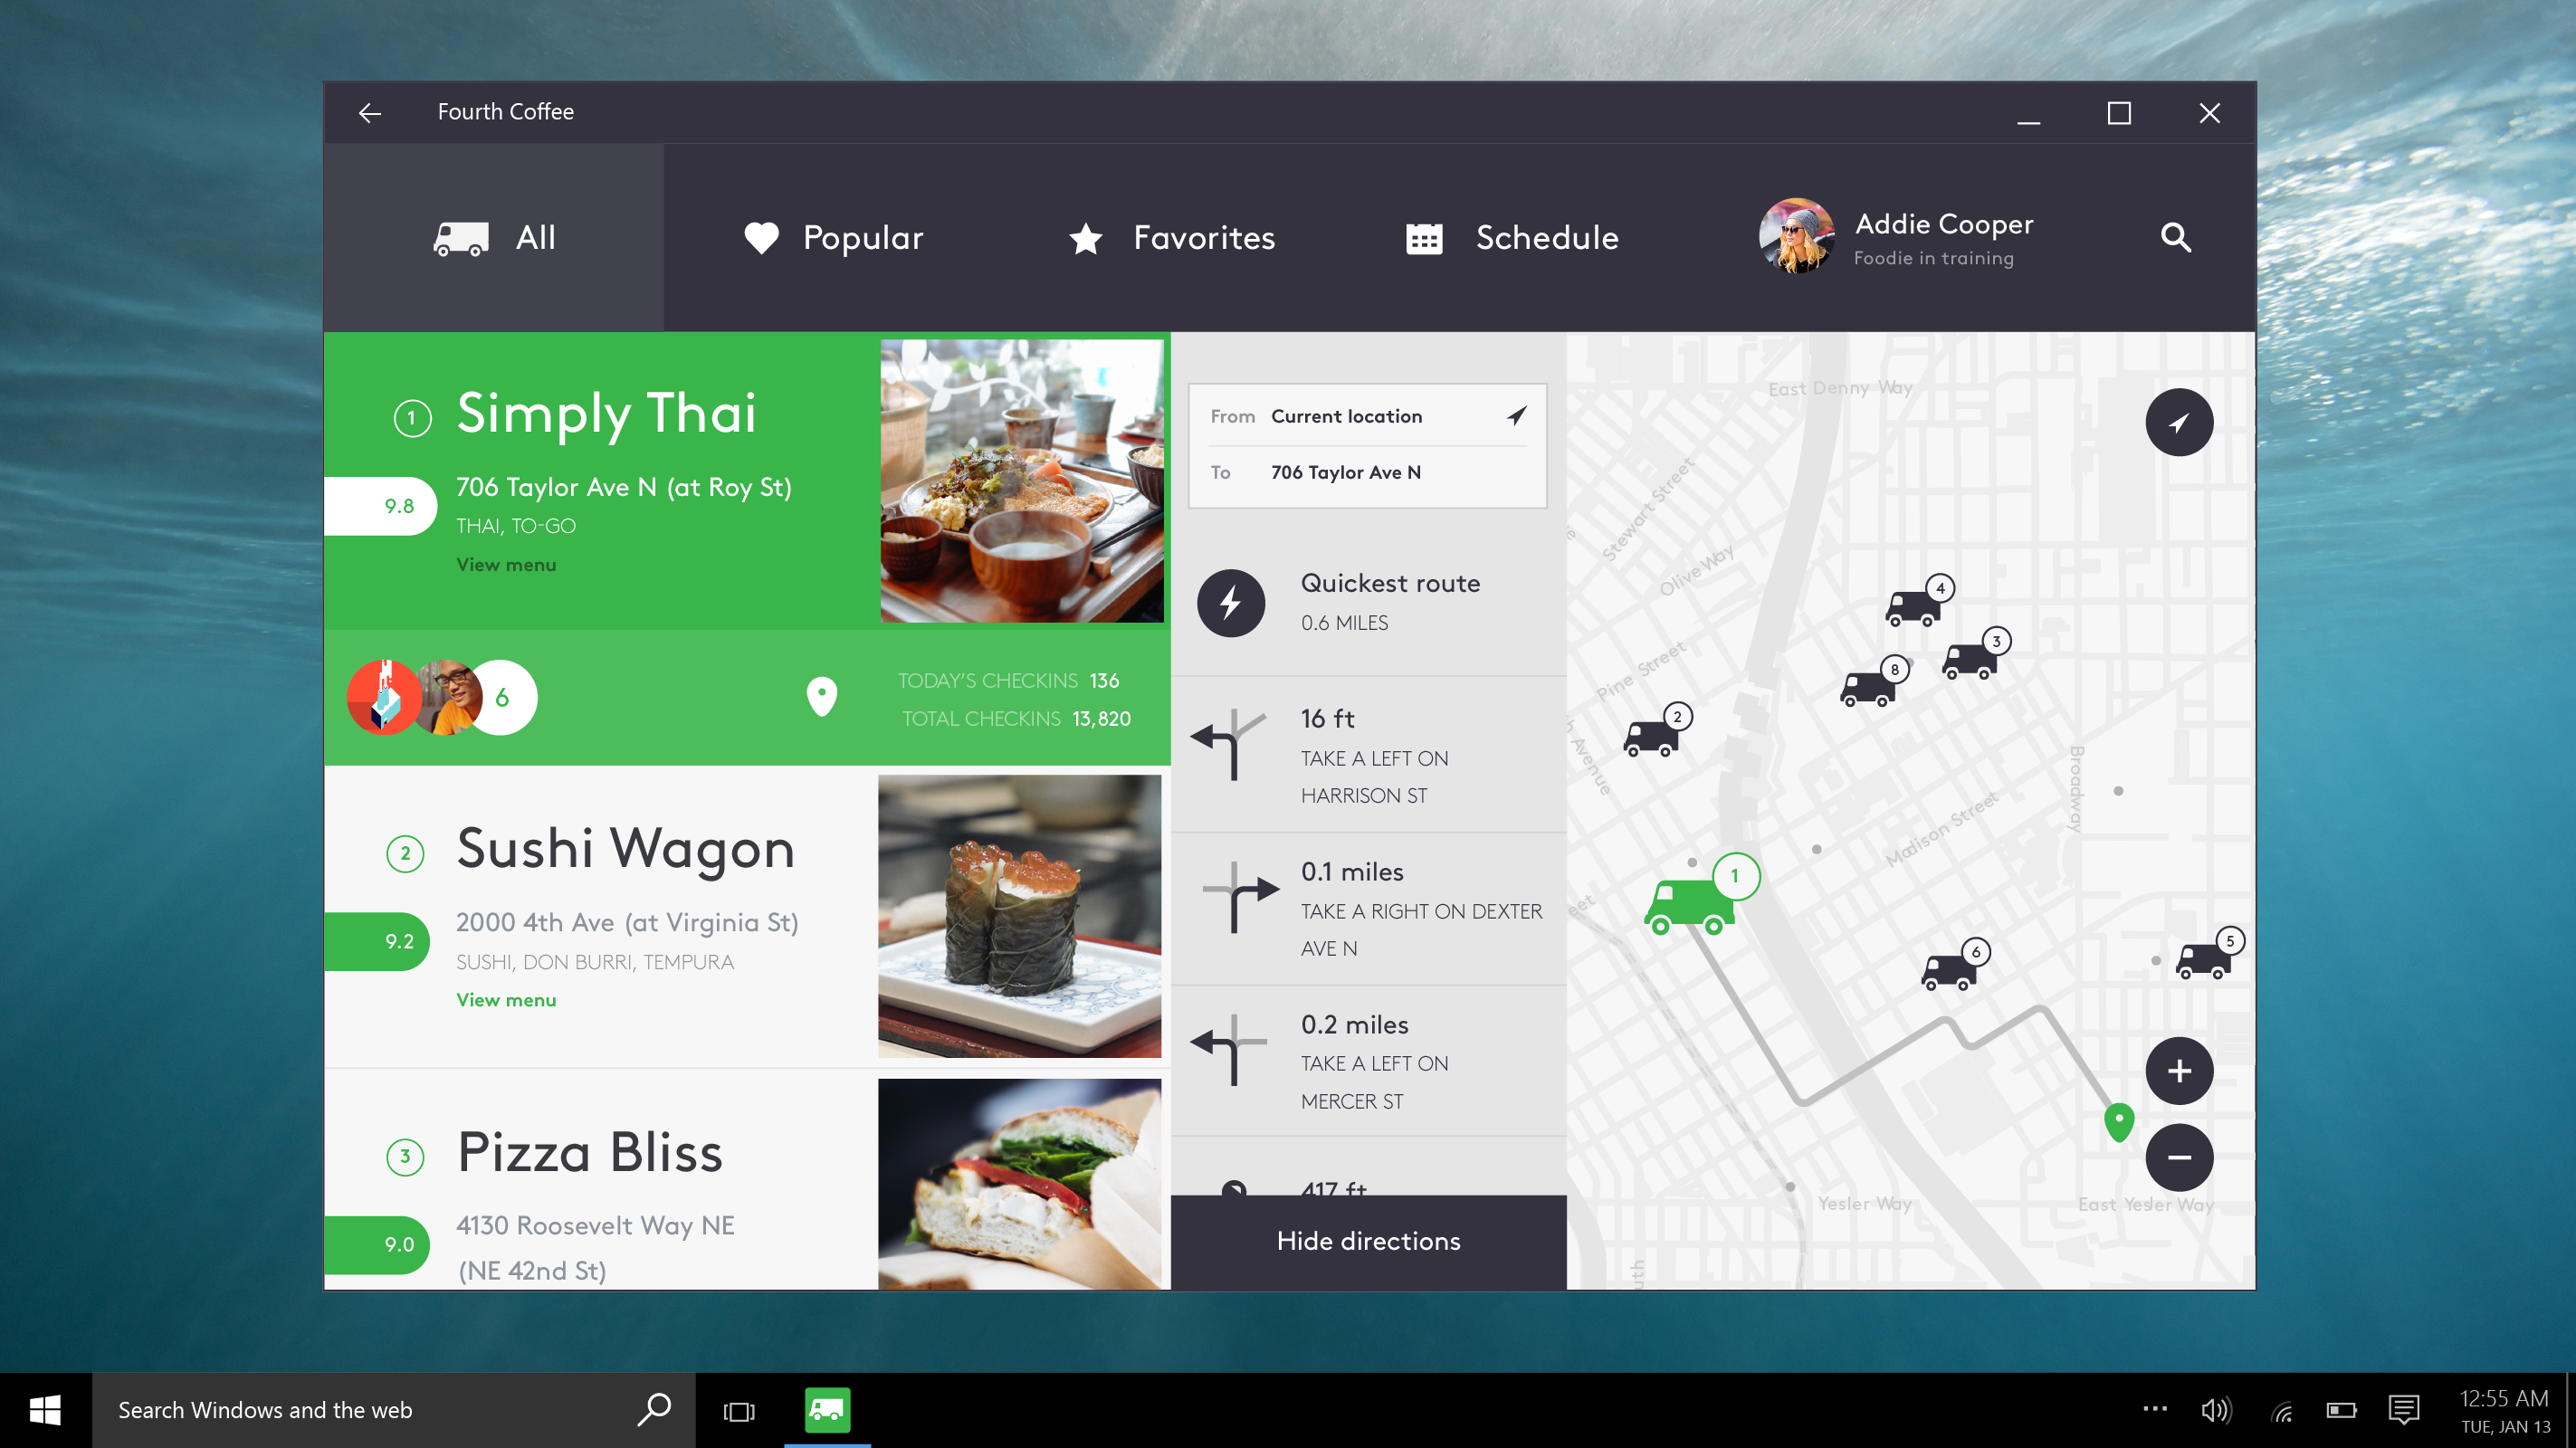 Fourth Coffee
All
Popular
Favorites
Schedule
Addie Cooper
Foodie in training
1
Simply Thai
9.8
706 Taylor Ave N (at Roy St)
THAI, TO-GO
View menu
6
TODAY'S CHECKINS 136
TOTAL CHECKINS 13,820
2
Sushi Wagon
9.2
2000 4th Ave (at Virginia St)
SUSHI, DON BURRI, TEMPURA
View menu
3
Pizza Bliss
9.0
4130 Roosevelt Way NE
(NE 42nd St)
From Current location
To 706 Taylor Ave N
Quickest route
0.6 MILES
16 ft
TAKE A LEFT ON
HARRISON ST
0.1 miles
TAKE A RIGHT ON DEXTER
AVE N
0.2 miles
TAKE A LEFT ON
MERCER ST
417 ft
Hide directions
East Denny Way
Stewart Street
Olive Way
Pine Street
Avenue
Broadway
Madison Street
Yesler Way
East Yesler Way
4
3
8
2
1
6
5
Search Windows and the web
12:55 AM
TUE, JAN 13